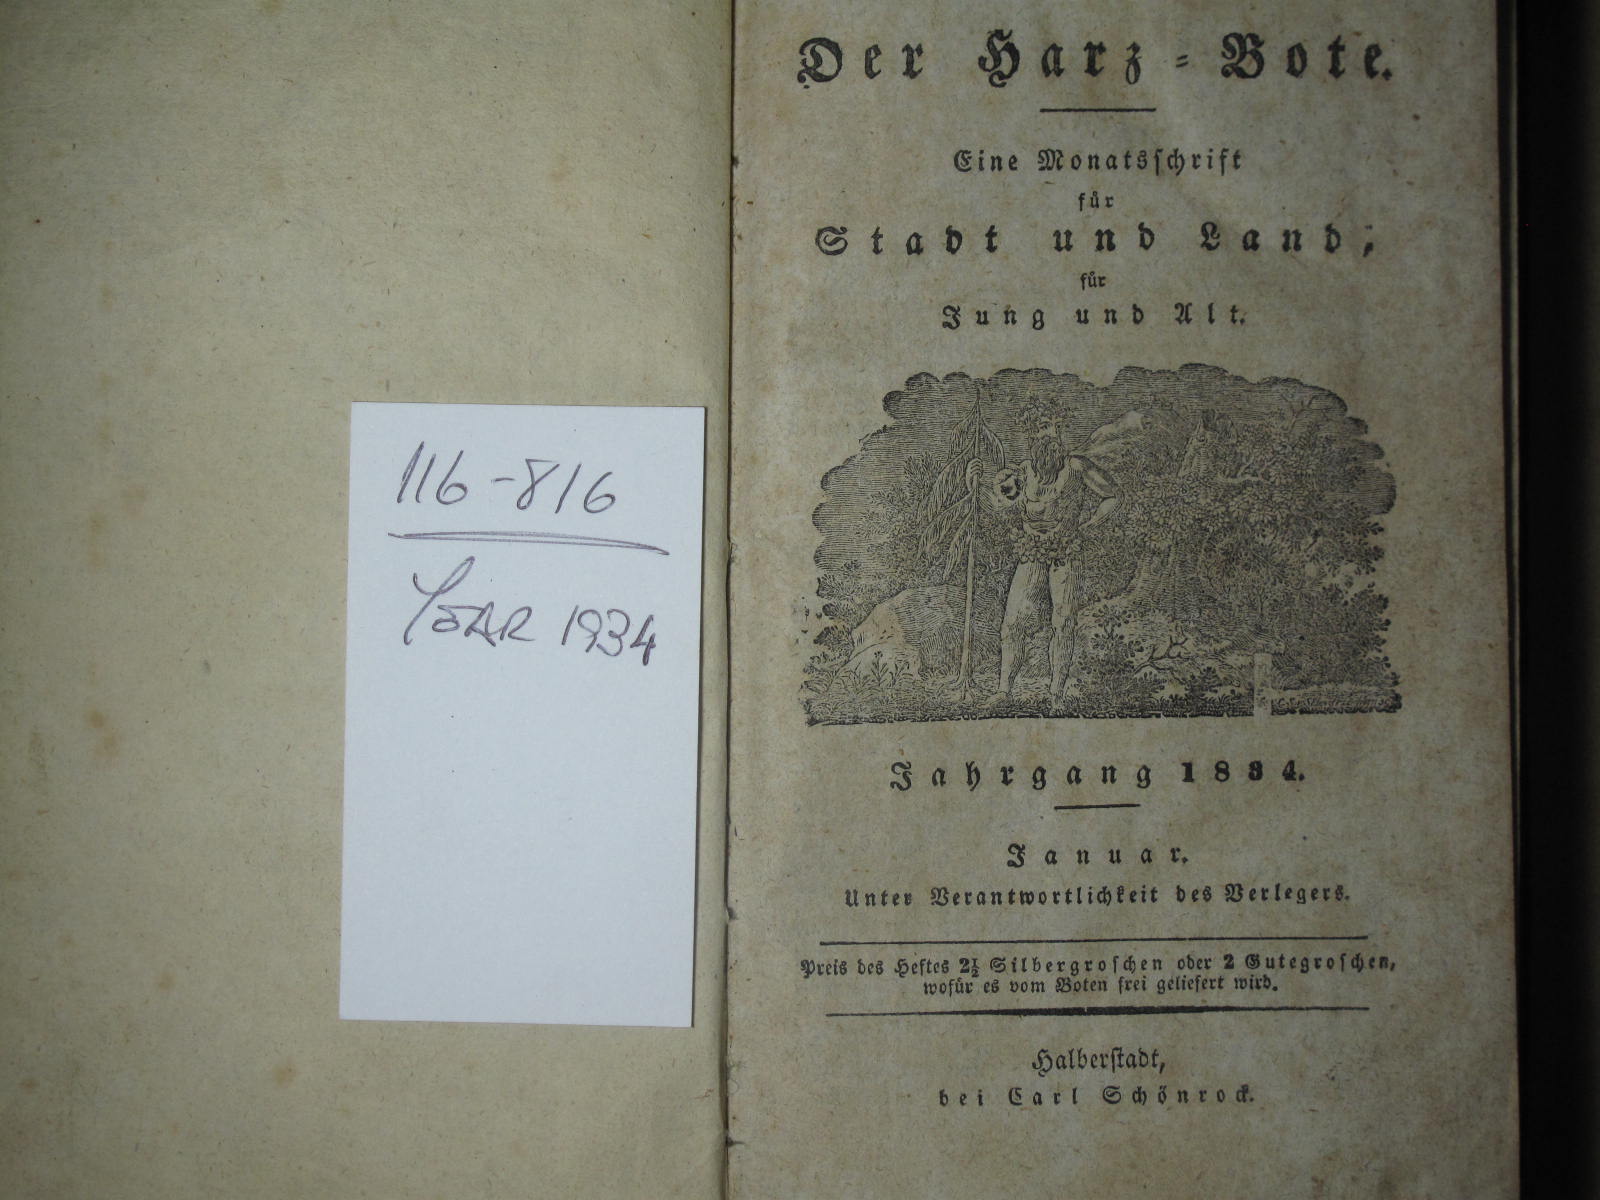 116-816
YEAR 1934
Der Harz-Bote.
Eine Monatsſchrift
für
Stadt und Land,
für
Jung und Alt.
Jahrgang 1834.
Januar.
Unter Verantwortlichkeit des Verlegers.
Preis des Heftes 2½ Silbergroſchen oder 2 Gutegroſchen,
wofür es vom Boten frei geliefert wird.
Halberſtadt,
bei Carl Schönrock.